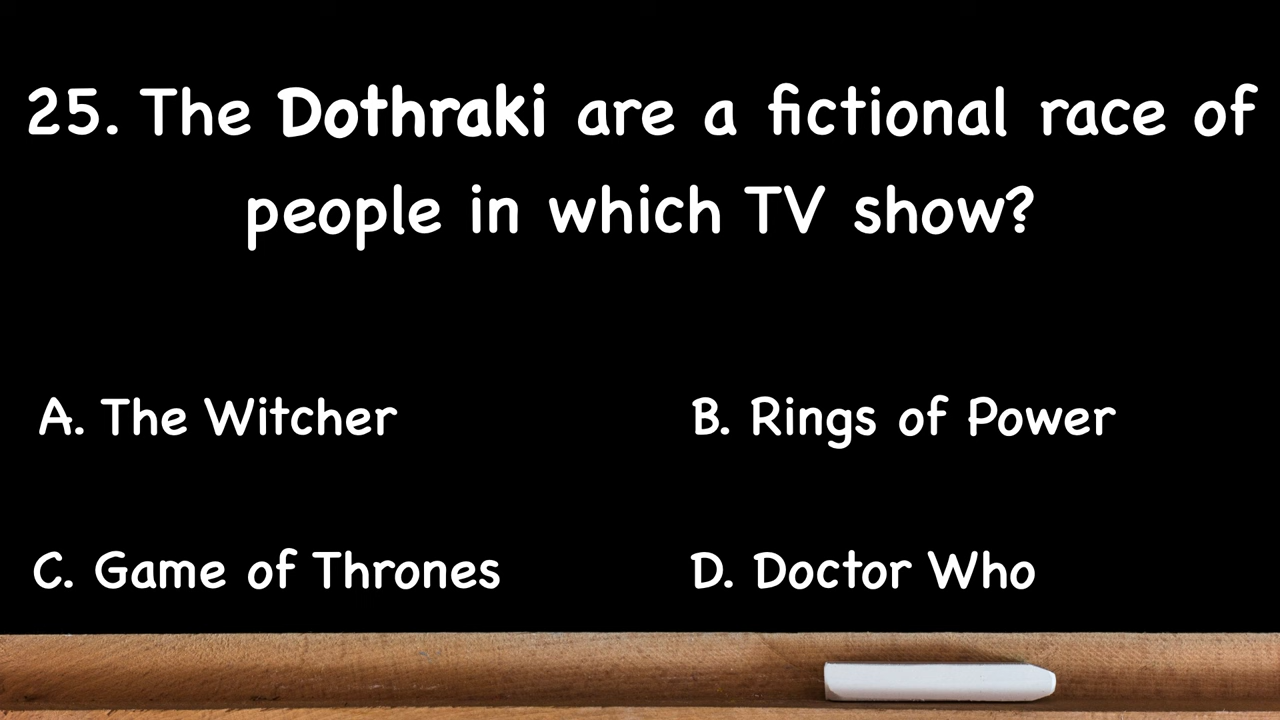 25. The Dothraki are a fictional race of
people in which TV show?
A. The Witcher
B. Rings of Power
C. Game of Thrones
D. Doctor Who